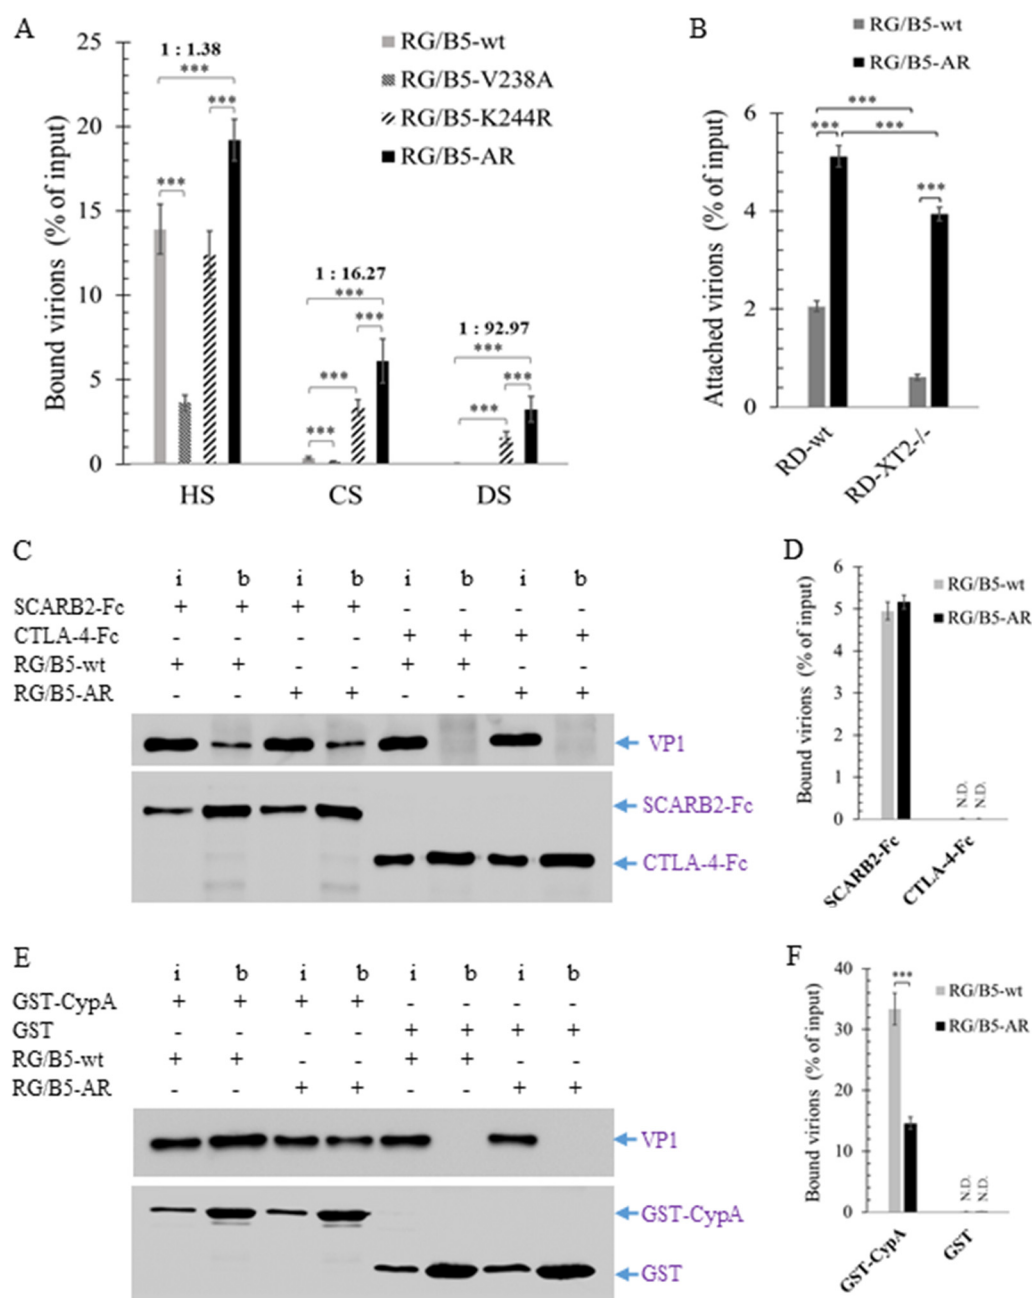 A
25
20
15
10
5
0
Bound virions (% of input)
1 : 1.38
***
***
***
1 : 16.27
***
***
***
***
1 : 92.97
***
***
***
RG/B5-wt
RG/B5-V238A
RG/B5-K244R
RG/B5-AR
HS CS DS
B
RG/B5-wt
RG/B5-AR
6
4
2
0
Attached virions (% of input)
***
*** ***
***
RD-wt RD-XT2-/-
C
i b i b i b i b
SCARB2-Fc + + + + - - - -
CTLA-4-Fc - - - - + + + +
RG/B5-wt + + - - + + - -
RG/B5-AR - - + + - - + +
VP1
SCARB2-Fc
CTLA-4-Fc
D
6
5
4
3
2
1
0
Bound virions (% of input)
RG/B5-wt
RG/B5-AR
N.D. N.D.
SCARB2-Fc CTLA-4-Fc
E
i b i b i b i b
GST-CypA + + + + - - - -
GST - - - - + + + +
RG/B5-wt + + - - + + - -
RG/B5-AR - - + + - - + +
VP1
GST-CypA
GST
F
40
30
20
10
0
Bound virions (% of input)
***
RG/B5-wt
RG/B5-AR
N.D. N.D.
GST-CypA GST